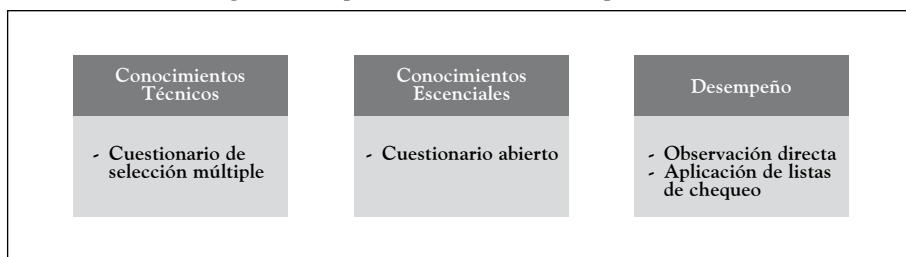 Conocimientos
Técnicos
- Cuestionario de
selección múltiple
Conocimientos
Escenciales
- Cuestionario abierto
Desempeño
- Observación directa
- Aplicación de listas
de chequeo